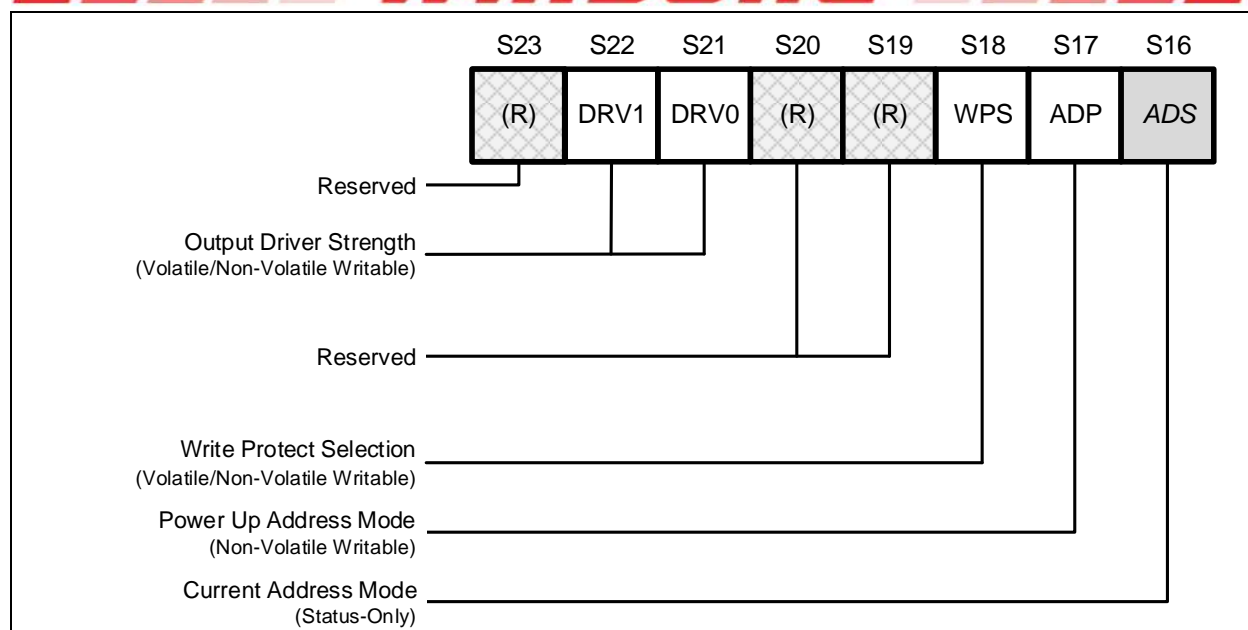 S23 S22 S21 S20 S19 S18 S17 S16
(R) DRV1 DRV0 (R) (R) WPS ADP ADS
Reserved
Output Driver Strength
(Volatile/Non-Volatile Writable)
Reserved
Write Protect Selection
(Volatile/Non-Volatile Writable)
Power Up Address Mode
(Non-Volatile Writable)
Current Address Mode
(Status-Only)